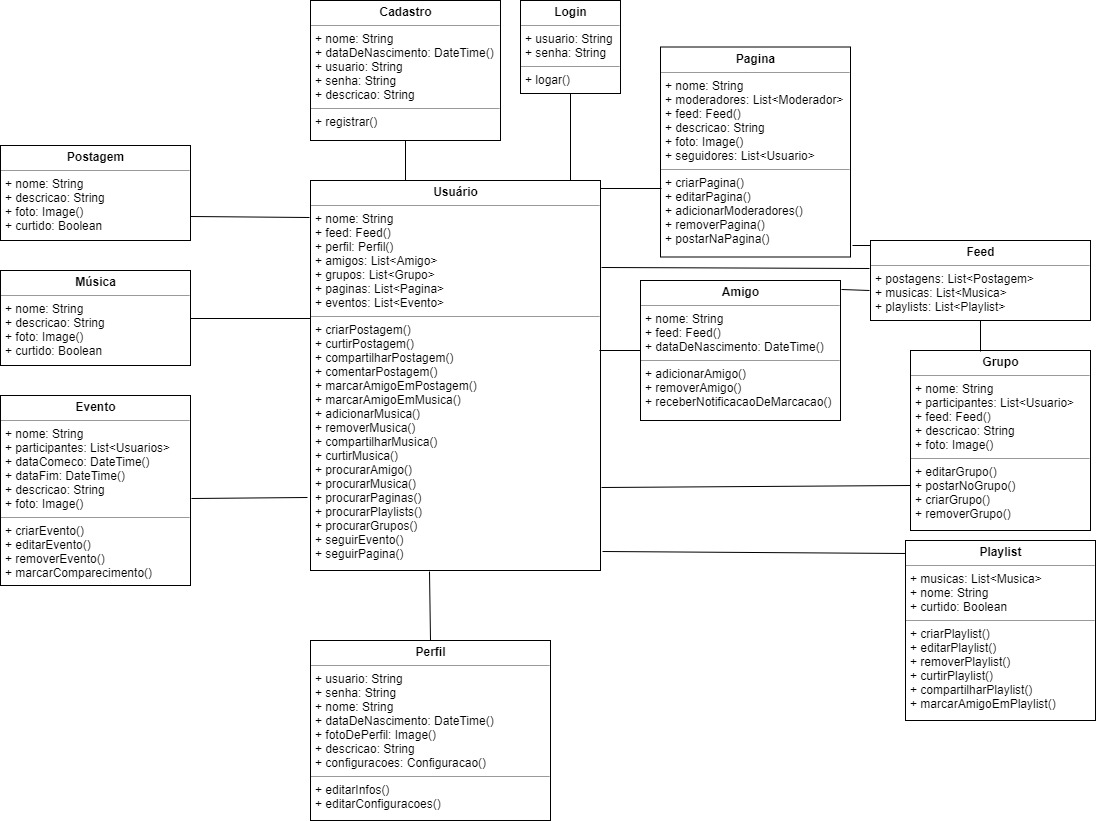 Cadastro
+ nome: String
+ dataDeNascimento: DateTime()
+ usuario: String
+ senha: String
+ descricao: String
+ registrar()
Login
+ usuario: String
+ senha: String
+ logar()
Pagina
+ nome: String
+ moderadores: List<Moderador>
+ feed: Feed()
+ descricao: String
+ foto: Image()
+ seguidores: List<Usuario>
+ criarPagina()
+ editarPagina()
+ adicionarModeradores()
+ removerPagina()
+ postarNaPagina()
Postagem
+ nome: String
+ descricao: String
+ foto: Image()
+ curtido: Boolean
Usuário
+ nome: String
+ feed: Feed()
+ perfil: Perfil()
+ amigos: List<Amigo>
+ grupos: List<Grupo>
+ paginas: List<Pagina>
+ eventos: List<Evento>
+ criarPostagem()
+ curtirPostagem()
+ compartilharPostagem()
+ comentarPostagem()
+ marcarAmigoEmPostagem()
+ marcarAmigoEmMusica()
+ adicionarMusica()
+ removerMusica()
+ compartilharMusica()
+ curtirMusica()
+ procurarAmigo()
+ procurarMusica()
+ procurarPaginas()
+ procurarPlaylists()
+ procurarGrupos()
+ seguirEvento()
+ seguirPagina()
Feed
+ postagens: List<Postagem>
+ musicas: List<Musica>
+ playlists: List<Playlist>
Música
+ nome: String
+ descricao: String
+ foto: Image()
+ curtido: Boolean
Amigo
+ nome: String
+ feed: Feed()
+ dataDeNascimento: DateTime()
+ adicionarAmigo()
+ removerAmigo()
+ receberNotificacaoDeMarcacao()
Grupo
+ nome: String
+ participantes: List<Usuario>
+ feed: Feed()
+ descricao: String
+ foto: Image()
+ editarGrupo()
+ postarNoGrupo()
+ criarGrupo()
+ removerGrupo()
Evento
+ nome: String
+ participantes: List<Usuarios>
+ dataComeco: DateTime()
+ dataFim: DateTime()
+ descricao: String
+ foto: Image()
+ criarEvento()
+ editarEvento()
+ removerEvento()
+ marcarComparecimento()
Playlist
+ musicas: List<Musica>
+ nome: String
+ curtido: Boolean
+ criarPlaylist()
+ editarPlaylist()
+ removerPlaylist()
+ curtirPlaylist()
+ compartilharPlaylist()
+ marcarAmigoEmPlaylist()
Perfil
+ usuario: String
+ senha: String
+ nome: String
+ dataDeNascimento: DateTime()
+ fotoDePerfil: Image()
+ descricao: String
+ configuracoes: Configuracao()
+ editarInfos()
+ editarConfiguracoes()